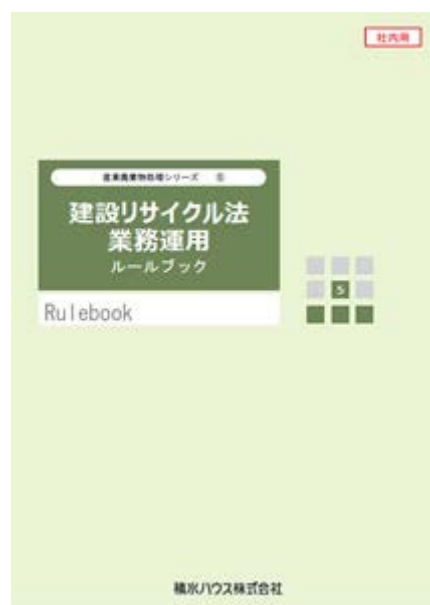 社内用
産業廃棄物処理シリーズ ⑤
建設リサイクル法
業務運用
ルールブック
5
Rulebook
積水ハウス株式会社